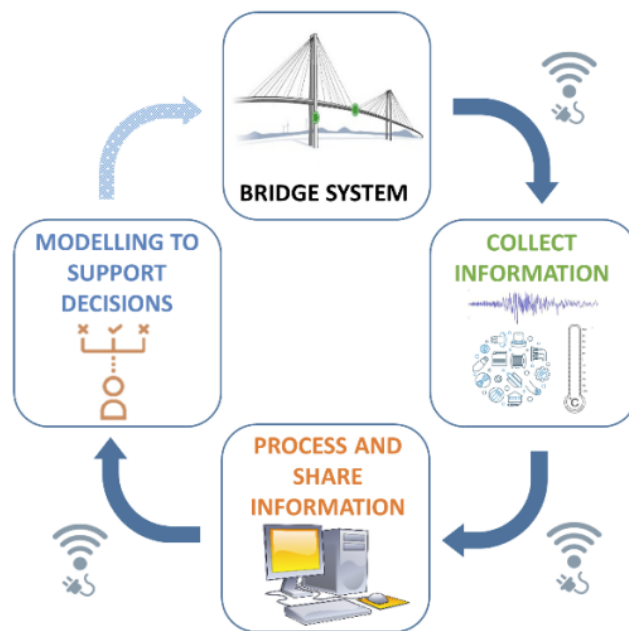 BRIDGE SYSTEM
COLLECT
INFORMATION
°C
PROCESS AND
SHARE
INFORMATION
MODELLING TO
SUPPORT
DECISIONS